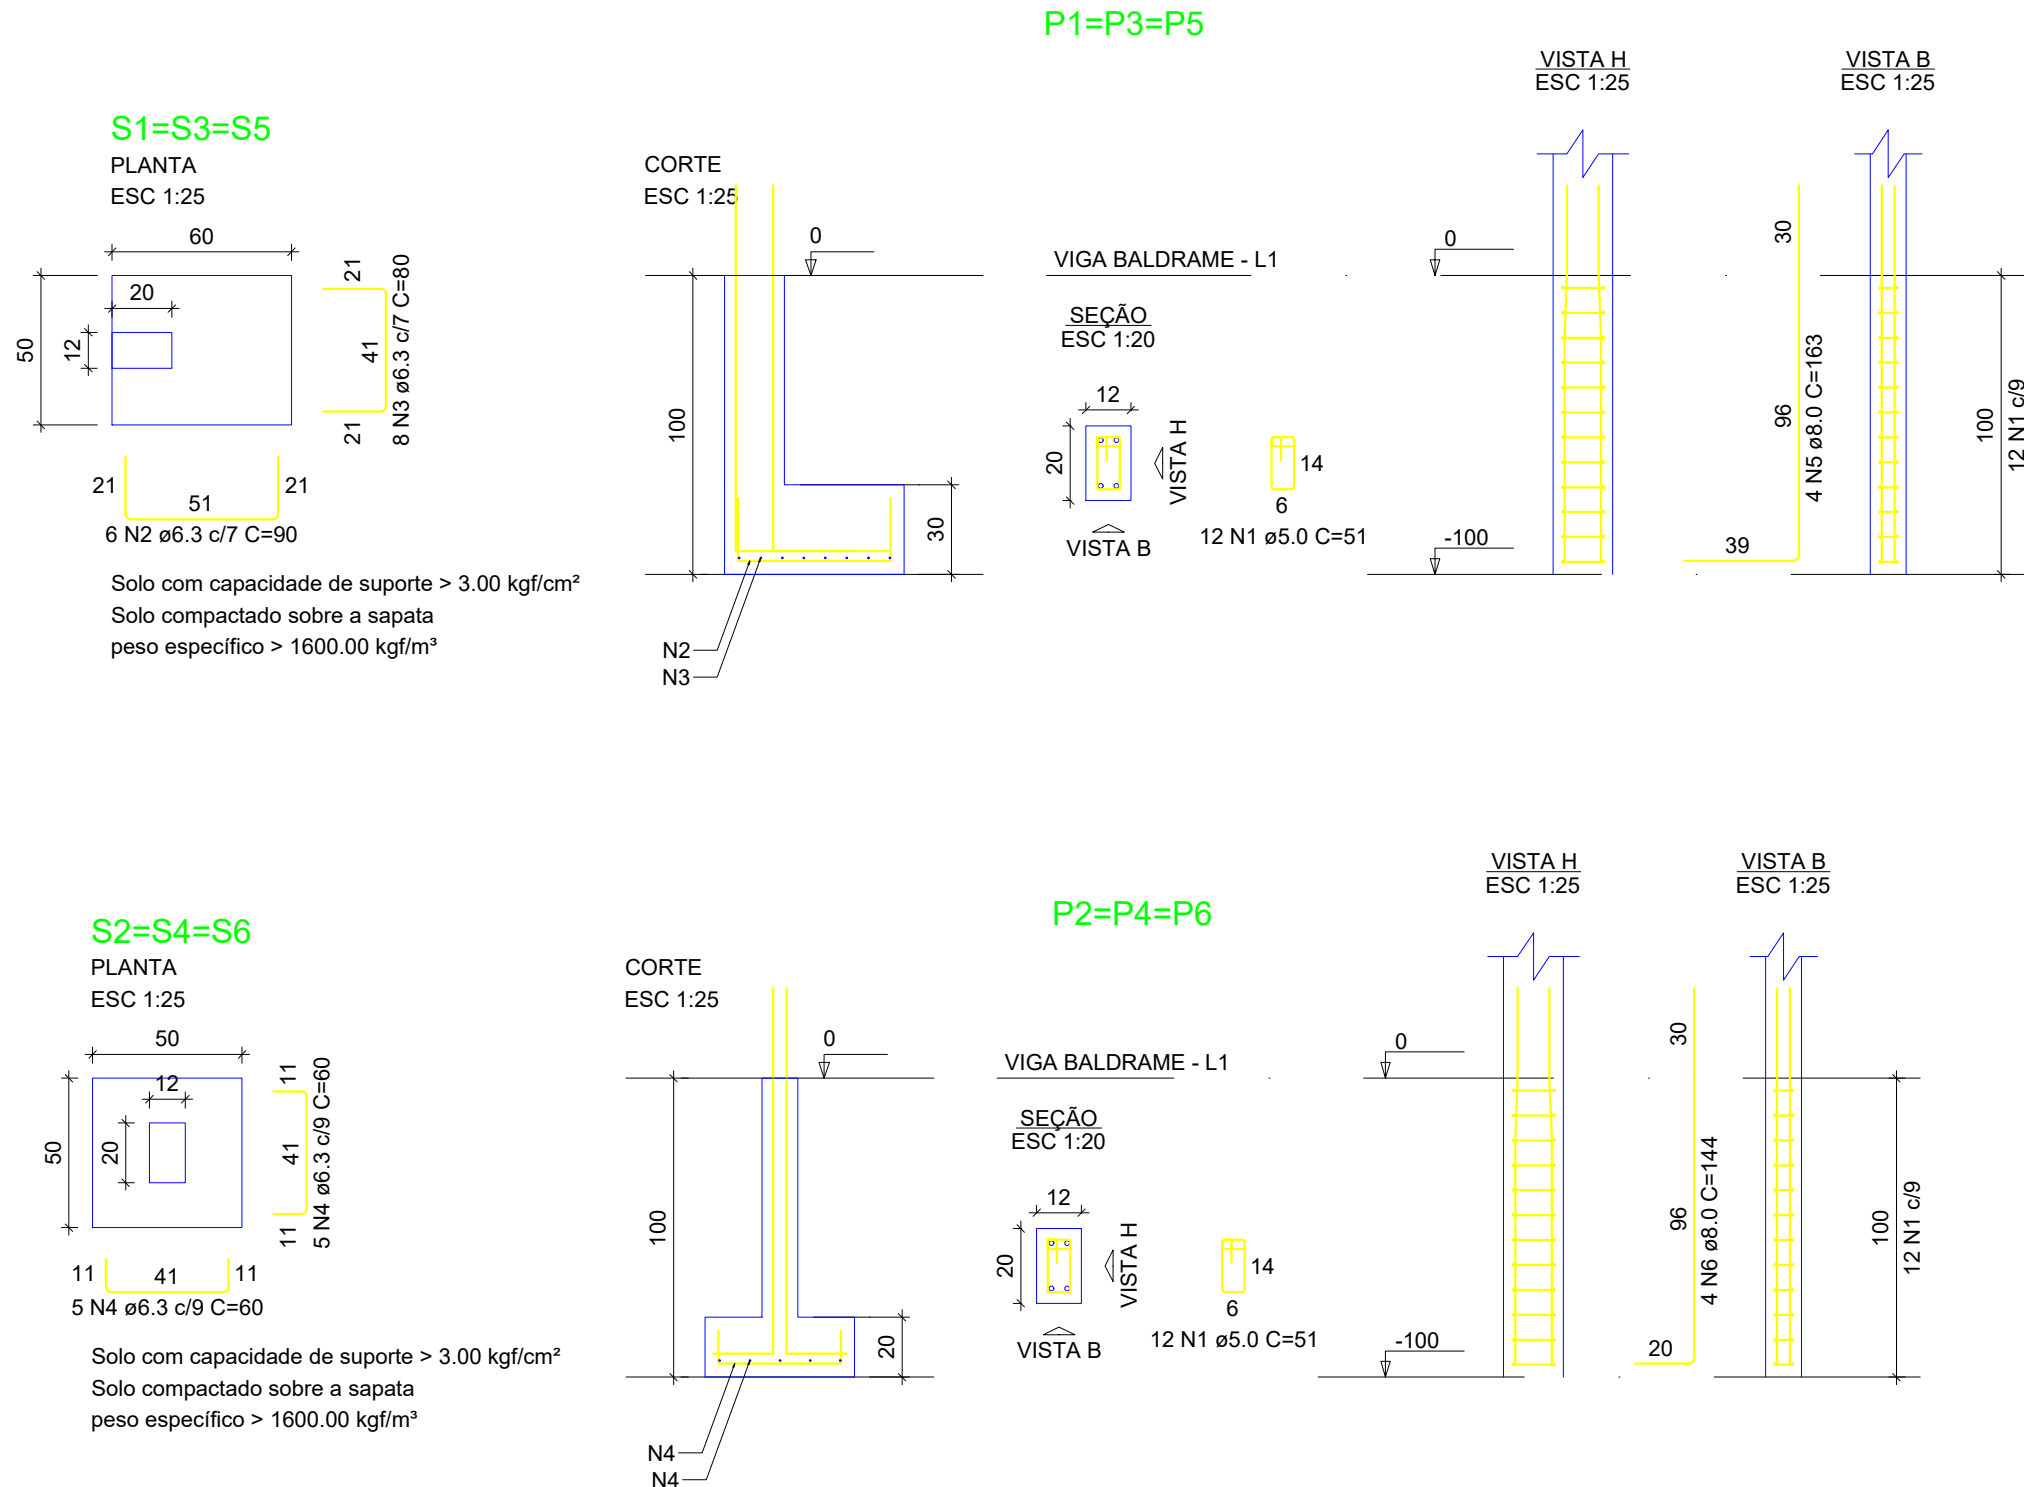 P1=P3=P5
VISTA H
ESC 1:25
VISTA B
ESC 1:25
S1=S3=S5
PLANTA
ESC 1:25
60
50
20
12
21
41
21
8 N3 ø6.3 c/7 C=80
21
51
21
6 N2 ø6.3 c/7 C=90
Solo com capacidade de suporte > 3.00 kgf/cm²
Solo compactado sobre a sapata
peso específico > 1600.00 kgf/m³
CORTE
ESC 1:25
0
100
30
N2
N3
VIGA BALDRAME - L1
SEÇÃO
ESC 1:20
12
20
VISTA H
VISTA B
14
6
12 N1 ø5.0 C=51
0
-100
30
96
39
4 N5 ø8.0 C=163
100
12 N1 c/9
P2=P4=P6
VISTA H
ESC 1:25
VISTA B
ESC 1:25
S2=S4=S6
PLANTA
ESC 1:25
50
50
12
20
11
41
11
5 N4 ø6.3 c/9 C=60
11
41
11
5 N4 ø6.3 c/9 C=60
Solo com capacidade de suporte > 3.00 kgf/cm²
Solo compactado sobre a sapata
peso específico > 1600.00 kgf/m³
CORTE
ESC 1:25
0
100
20
N4
N4
VIGA BALDRAME - L1
SEÇÃO
ESC 1:20
12
20
VISTA H
VISTA B
14
6
12 N1 ø5.0 C=51
0
-100
30
96
20
4 N6 ø8.0 C=144
100
12 N1 c/9